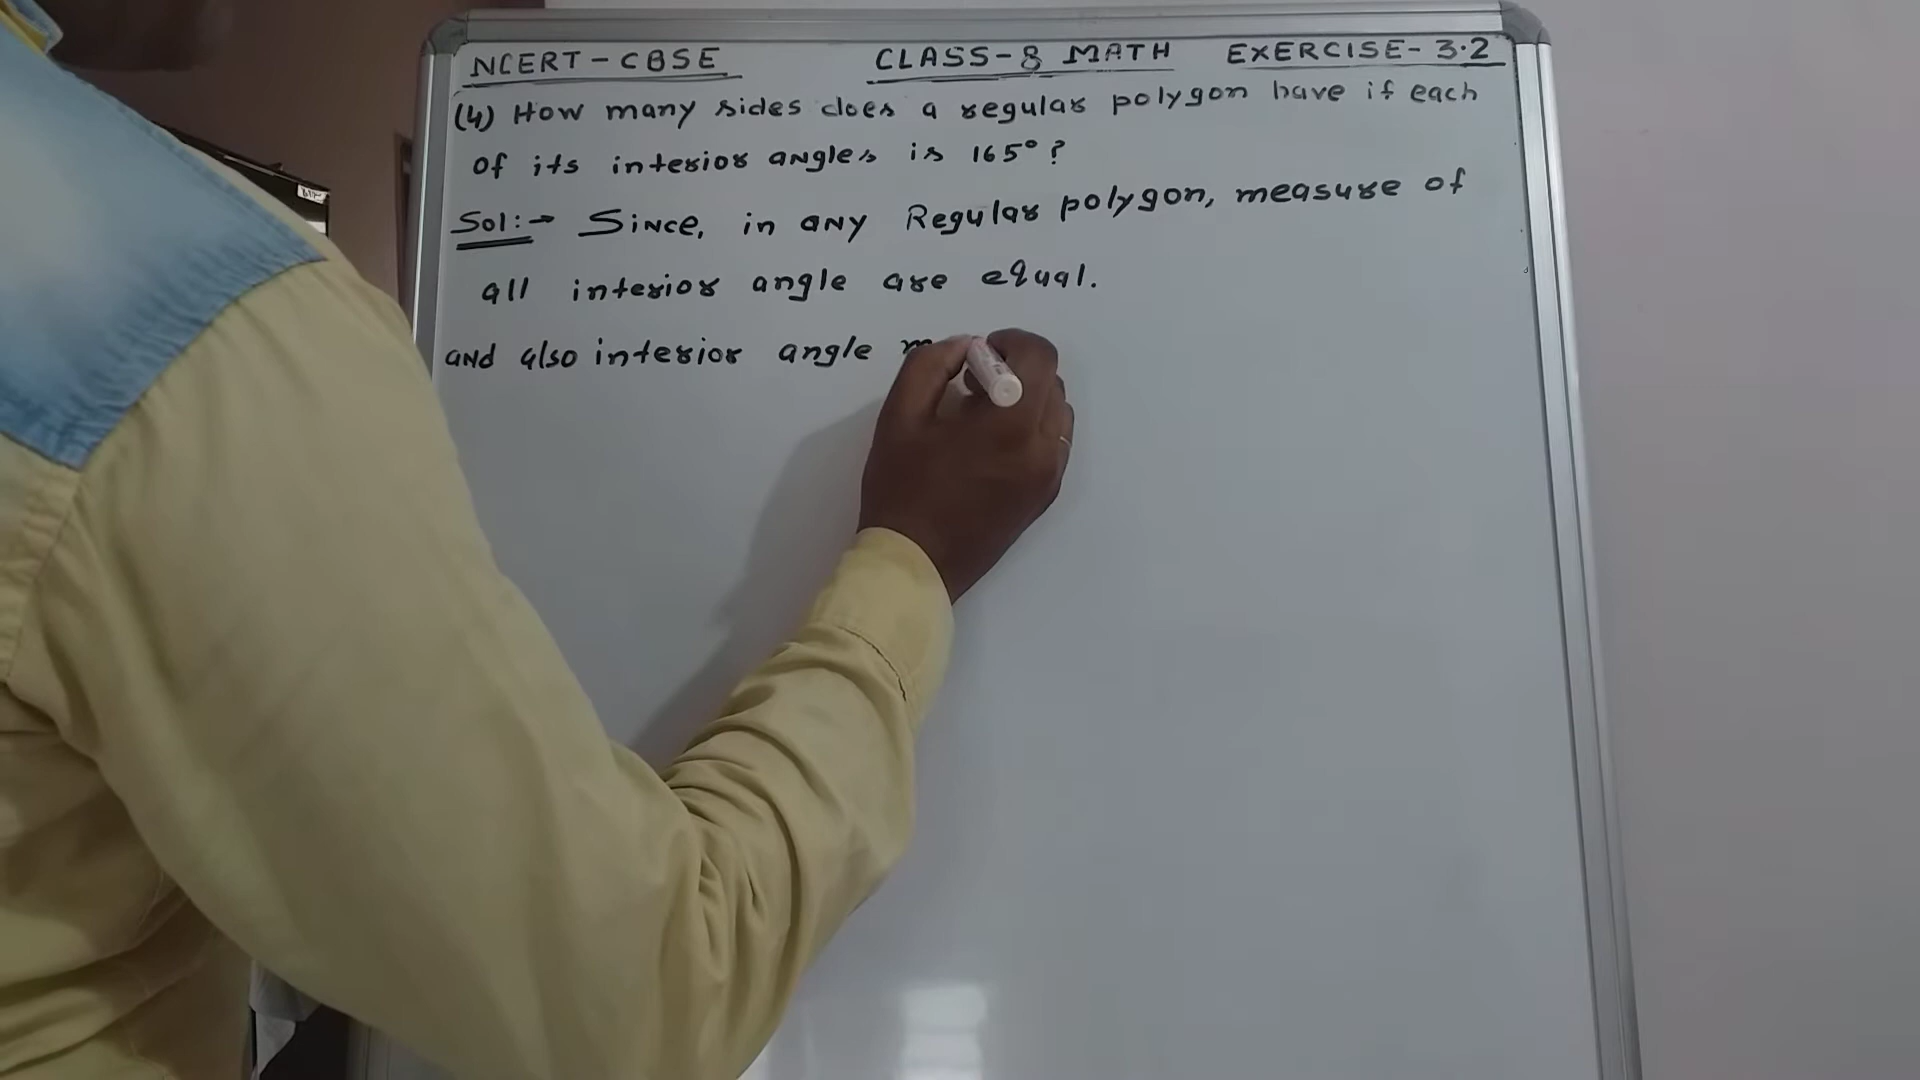 NCERT - CBSE CLASS-8 MATH EXERCISE-3.2
(4) How many sides does a regular polygon have if each
of its interior angles is 165°?
Sol:→ Since, in any Regular polygon, measure of
all interior angle are equal.
and also interior angle